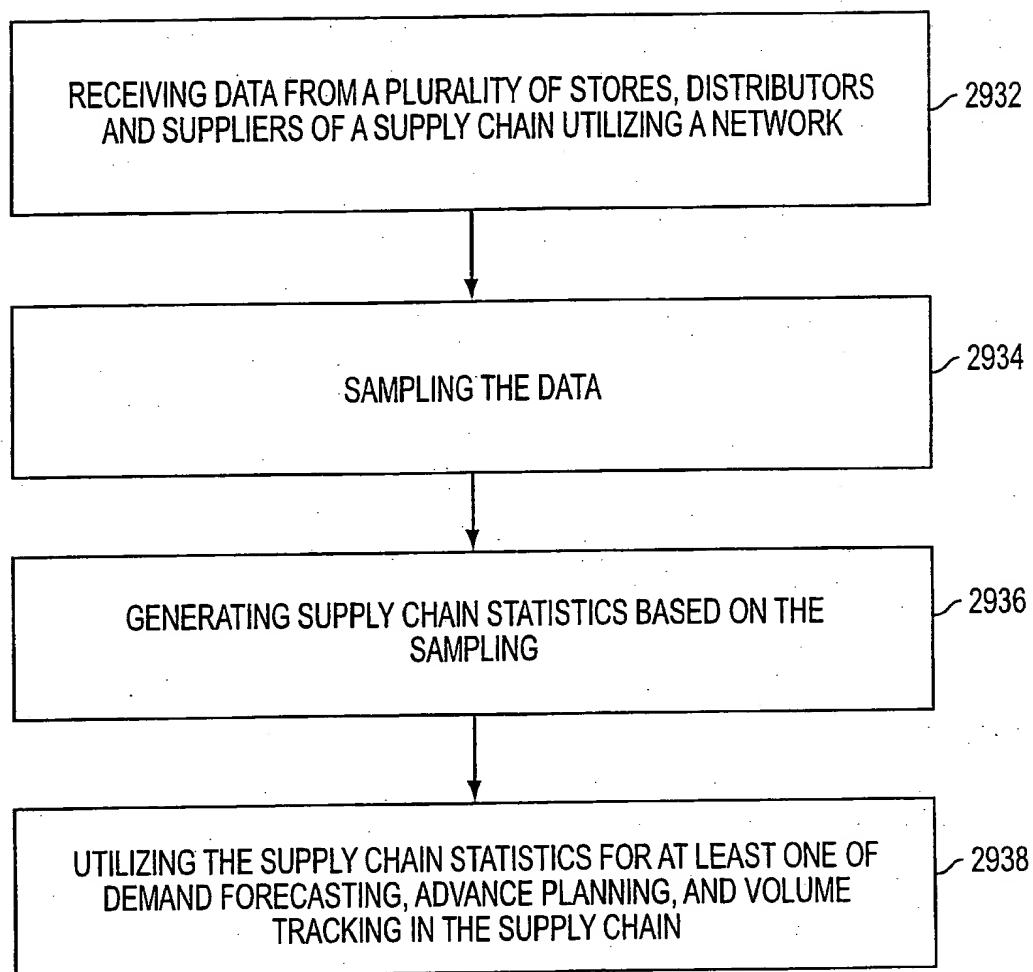 RECEIVING DATA FROM A PLURALITY OF STORES, DISTRIBUTORS
AND SUPPLIERS OF A SUPPLY CHAIN UTILIZING A NETWORK
2932
SAMPLING THE DATA
2934
GENERATING SUPPLY CHAIN STATISTICS BASED ON THE
SAMPLING
2936
UTILIZING THE SUPPLY CHAIN STATISTICS FOR AT LEAST ONE OF
DEMAND FORECASTING, ADVANCE PLANNING, AND VOLUME
TRACKING IN THE SUPPLY CHAIN
2938